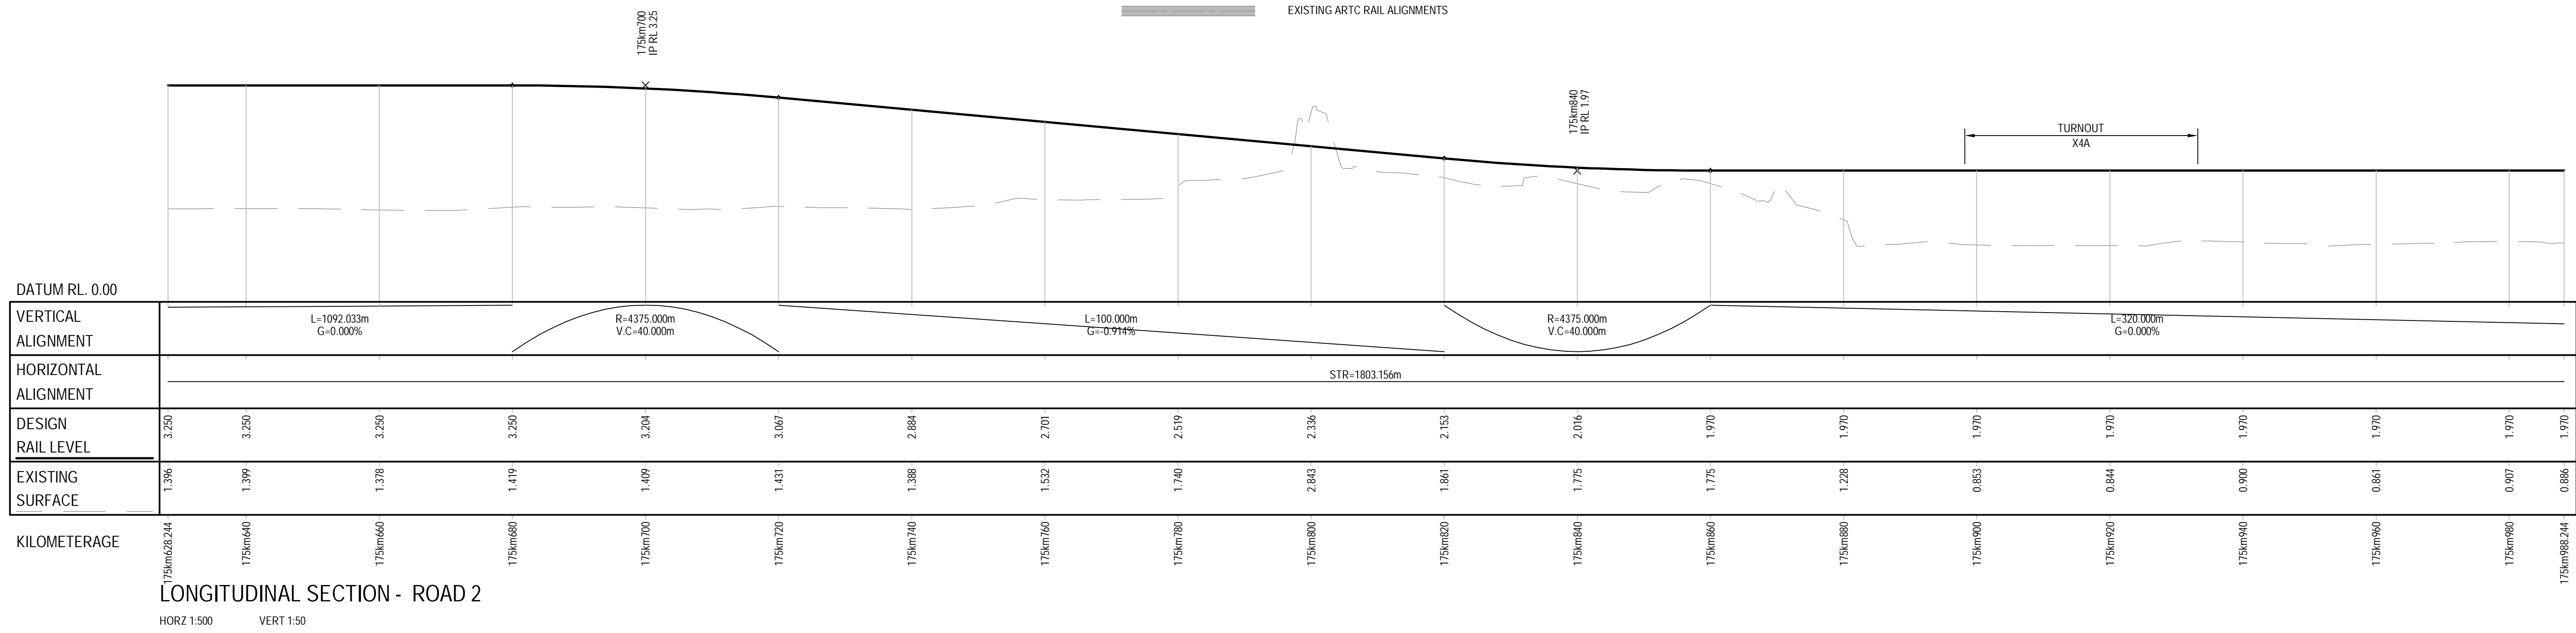 EXISTING ARTC RAIL ALIGNMENTS
175km700
IP RL 3.25
175km840
IP RL 1.97
TURNOUT
X4A
DATUM RL. 0.00
VERTICAL
ALIGNMENT
L=1092.033m
G=0.000%
R=4375.000m
V.C=40.000m
L=100.000m
G=-0.914%
R=4375.000m
V.C=40.000m
L=320.000m
G=0.000%
HORIZONTAL
ALIGNMENT
STR=1803.156m
DESIGN
RAIL LEVEL
3.250
3.250
3.250
3.250
3.204
3.067
2.884
2.701
2.519
2.336
2.153
2.016
1.970
1.970
1.970
1.970
1.970
1.970
1.970
1.970
EXISTING
SURFACE
1.396
1.399
1.378
1.419
1.409
1.431
1.388
1.532
1.740
2.843
1.861
1.775
1.775
1.228
0.853
0.844
0.900
0.861
0.907
0.886
KILOMETERAGE
175km628.244
175km640
175km660
175km680
175km700
175km720
175km740
175km760
175km780
175km800
175km820
175km840
175km860
175km880
175km900
175km920
175km940
175km960
175km980
175km988.244
LONGITUDINAL SECTION - ROAD 2
HORZ 1:500 VERT 1:50